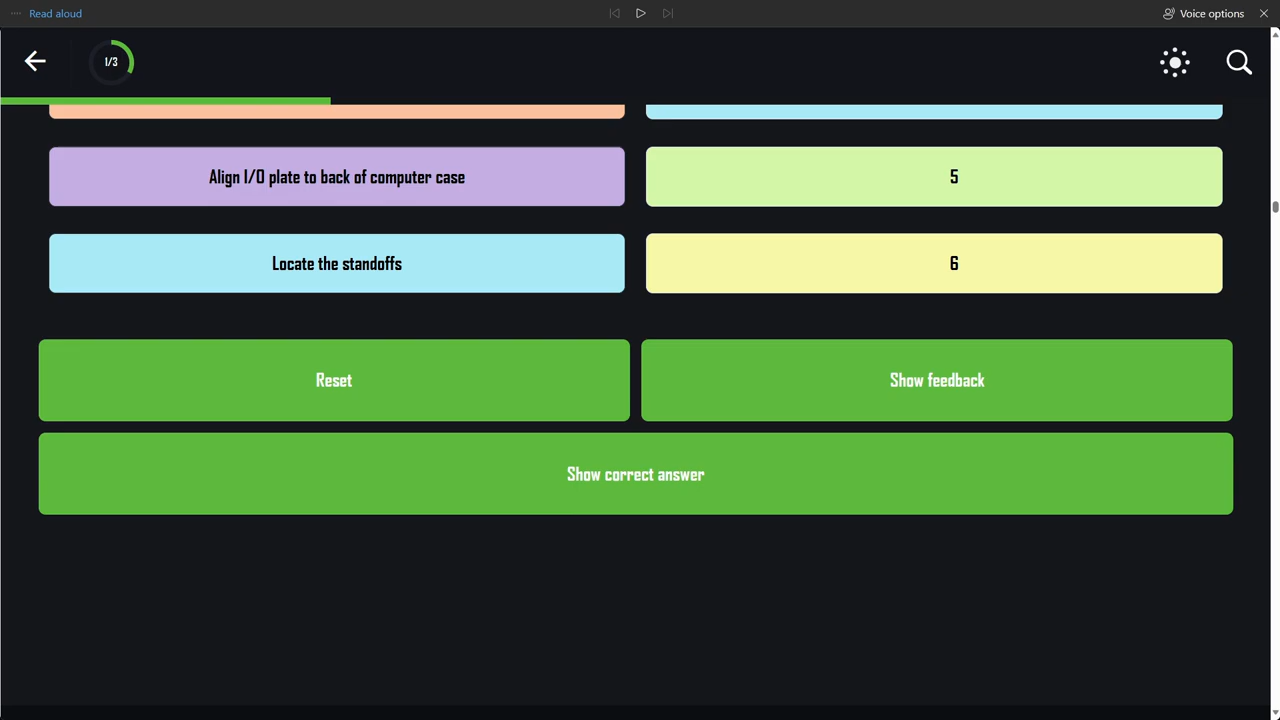 Read aloud
Voice options
1/3
Align I/O plate to back of computer case
5
Locate the standoffs
6
Reset
Show feedback
Show correct answer